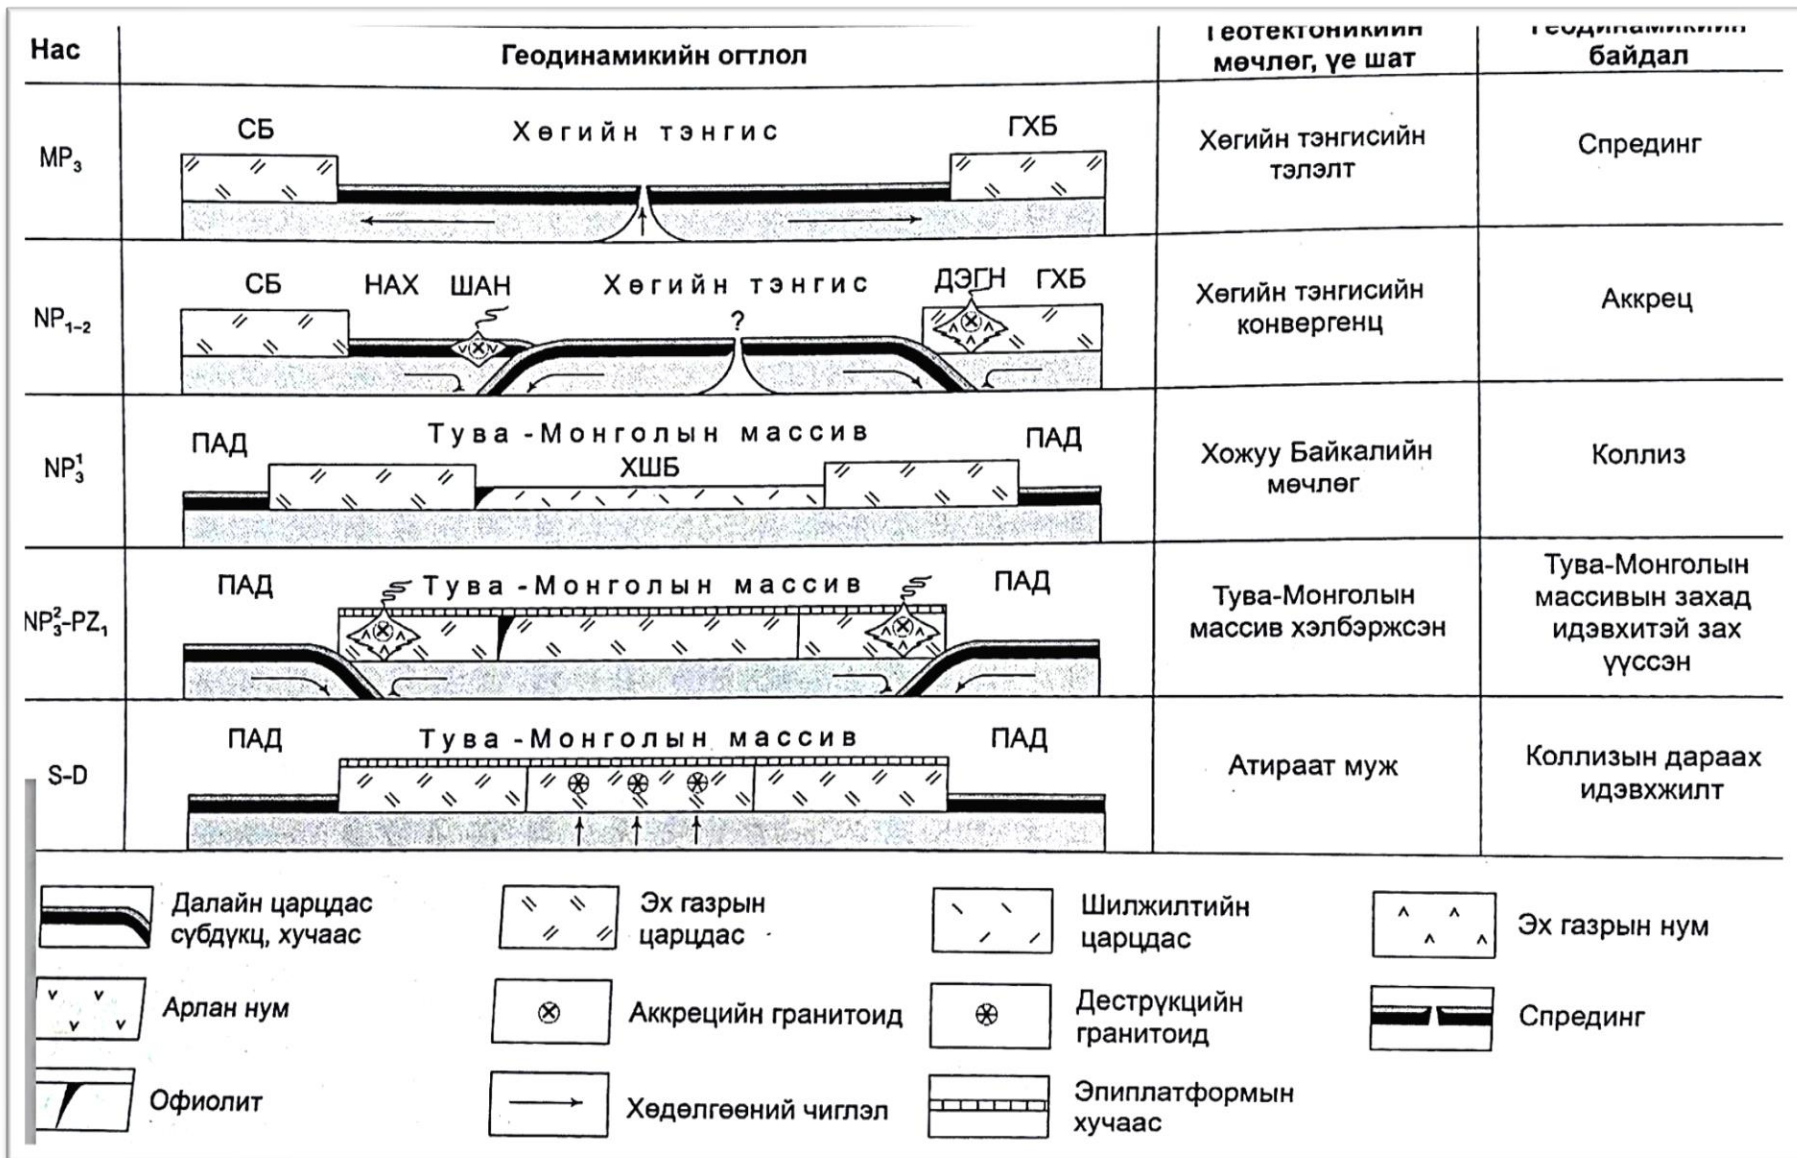 Нас
Геодинамикийн огтлол
Геотектоникийн
мөчлөг, үе шат
Геодинамикийн
байдал
MP₃
СБ
Хөгийн тэнгис
ГХБ
Хөгийн тэнгисийн
тэлэлт
Спрединг
NP₁₋₂
СБ
НАХ
ШАН
Хөгийн тэнгис
?
ДЭГН
ГХБ
Хөгийн тэнгисийн
конвергенц
Аккрец
NP₃¹
ПАД
Тува-Монголын массив
ХШБ
ПАД
Хожуу Байкалийн
мөчлөг
Коллиз
NP₃²-PZ₁
ПАД
Тува-Монголын массив
ПАД
Тува-Монголын
массив хэлбэржсэн
Тува-Монголын
массивын захад
идэвхитэй зах
үүссэн
S-D
ПАД
Тува-Монголын массив
ПАД
Атираат муж
Коллизын дараах
идэвхжилт
Далайн царцдас
сүбдүкц, хучаас
Эх газрын
царцдас
Шилжилтийн
царцдас
Эх газрын нум
Арлан нум
Аккрецийн гранитоид
Деструкцийн
гранитоид
Спрединг
Офиолит
Хөдөлгөөний чиглэл
Эпиплатформын
хучаас